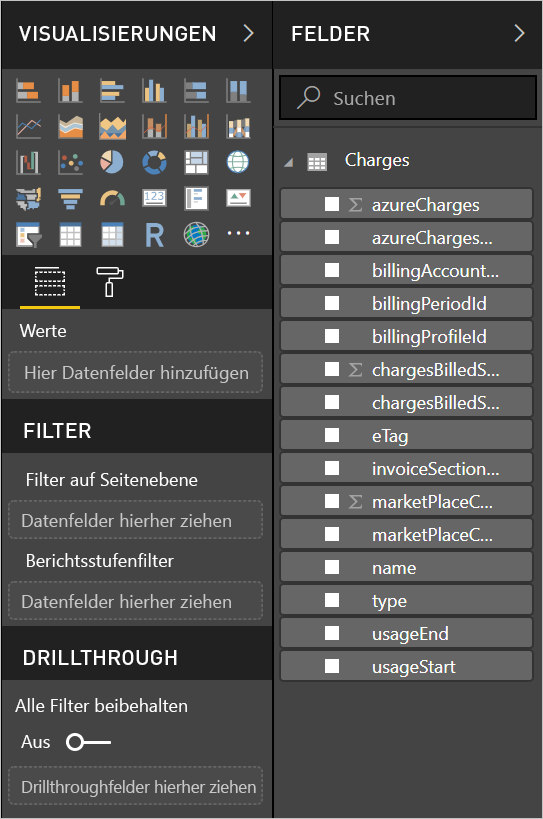 VISUALISIERUNGEN
123
R
Werte
Hier Datenfelder hinzufügen
FILTER
Filter auf Seitenebene
Datenfelder hierher ziehen
Berichtsstufenfilter
Datenfelder hierher ziehen
DRILLTHROUGH
Alle Filter beibehalten
Aus
Drillthroughfelder hierher ziehen
FELDER
Suchen
Charges
Σ azureCharges
azureCharges...
billingAccount...
billingPeriodId
billingProfileId
Σ chargesBilledS...
chargesBilledS...
eTag
invoiceSection...
Σ marketPlaceC...
marketPlaceC...
name
type
usageEnd
usageStart